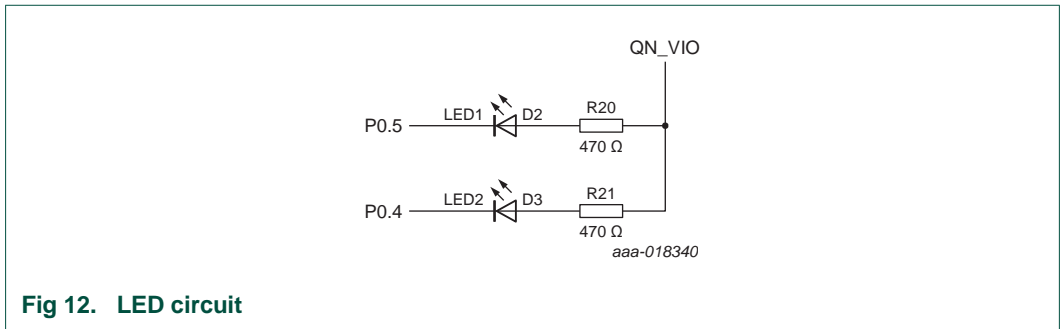 QN_VIO
P0.5
LED1
D2
R20
470 Ω
P0.4
LED2
D3
R21
470 Ω
aaa-018340
Fig 12. LED circuit